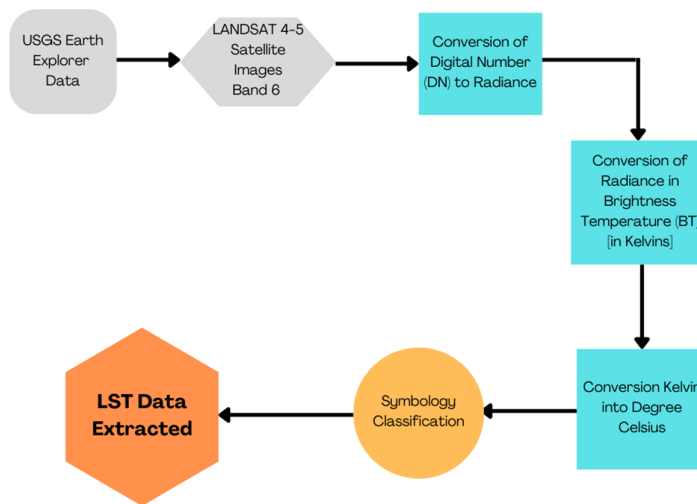 USGS Earth
Explorer
Data
LANDSAT 4-5
Satellite
Images
Band 6
Conversion of
Digital Number
(DN) to Radiance
Conversion of
Radiance in
Brightness
Temperature (BT)
[in Kelvins]
Conversion Kelvin
into Degree
Celsius
Symbology
Classification
LST Data
Extracted